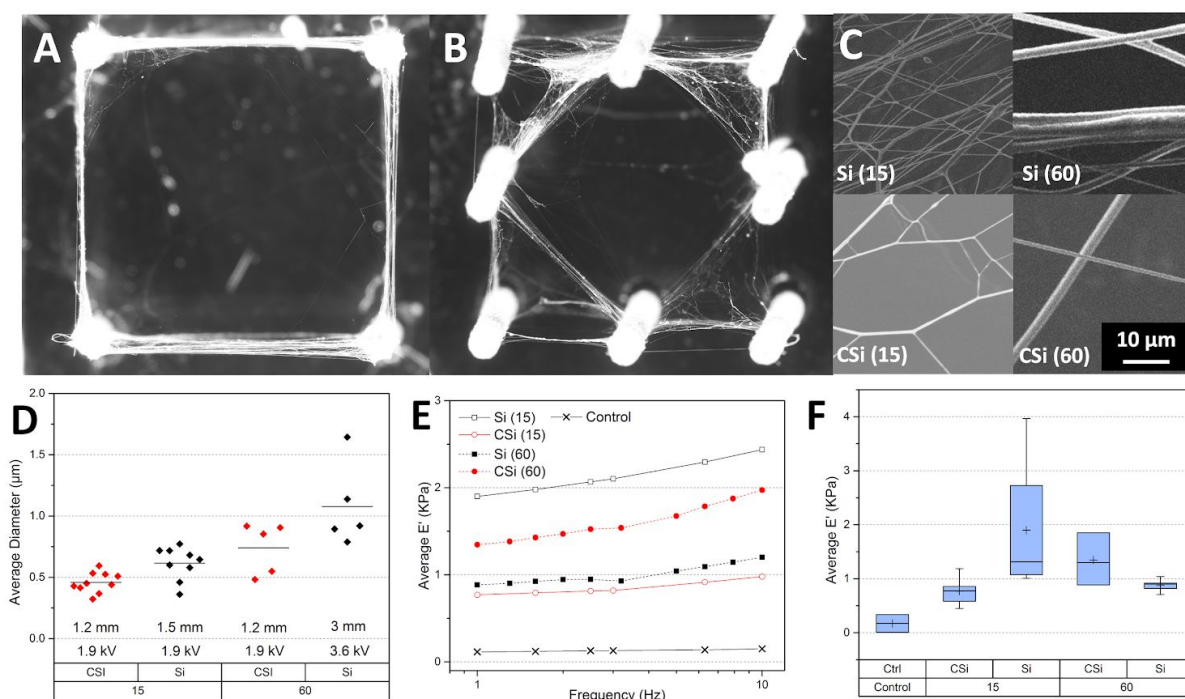 A
B
C
Si (15)
Si (60)
CSi (15)
CSi (60)
10 μm
D
Average Diameter (μm)
2.0
1.5
1.0
0.5
0.0
1.2 mm
1.5 mm
1.2 mm
3 mm
1.9 kV
1.9 kV
1.9 kV
3.6 kV
CSI
Si
CSI
Si
15
60
E
Average E' (KPa)
3
2
1
0
Si (15)
Control
CSi (15)
Si (60)
CSi (60)
1
10
Frequency (Hz)
F
Average E' (KPa)
4
3
2
1
0
Ctrl
CSi
Si
CSi
Si
Control
15
60